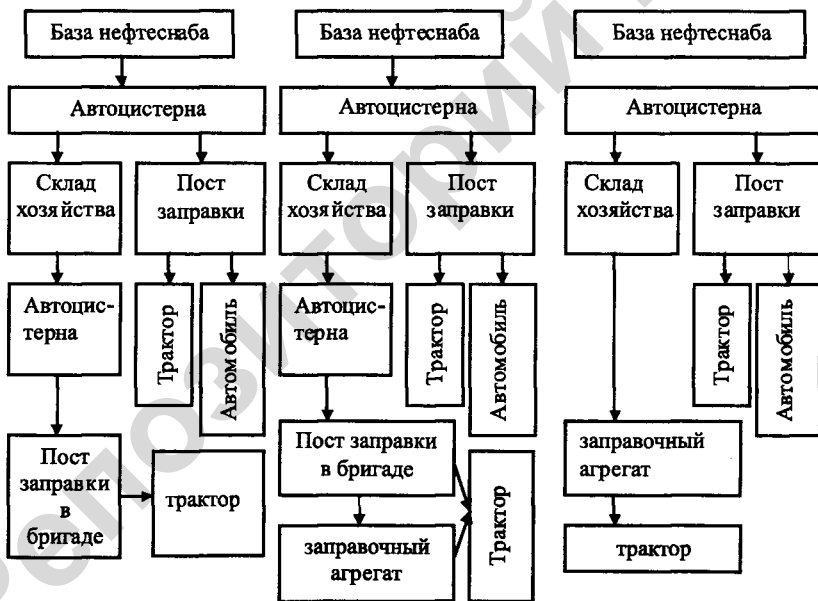 База нефтеснаба
Автоцистерна
Склад
хозяйства
Пост
заправки
Автоцис-
терна
Трактор
Автомобиль
Пост
заправки
в
бригаде
трактор
База нефтеснаба
Автоцистерна
Склад
хозяйства
Пост
заправки
Автоцис-
терна
Трактор
Автомобиль
Пост заправки
в бригаде
заправочный
агрегат
Трактор
База нефтеснаба
Автоцистерна
Склад
хозяйства
Пост
заправки
Трактор
Автомобиль
заправочный
агрегат
трактор
Репозиторий